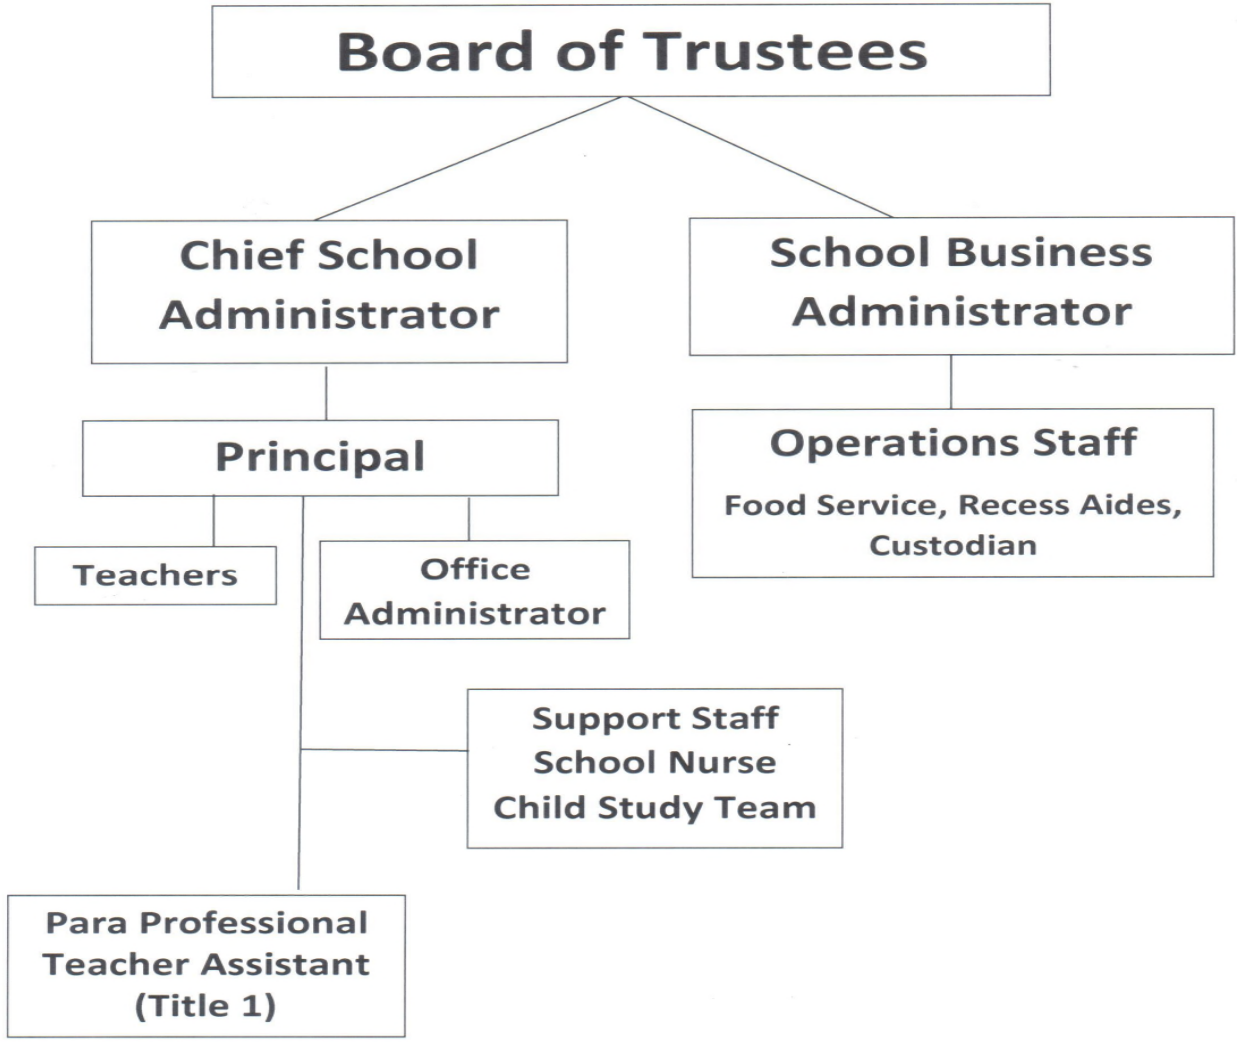 Board of Trustees
Chief School
Administrator
School Business
Administrator
Principal
Operations Staff
Food Service, Recess Aides,
Custodian
Teachers
Office
Administrator
Support Staff
School Nurse
Child Study Team
Para Professional
Teacher Assistant
(Title 1)